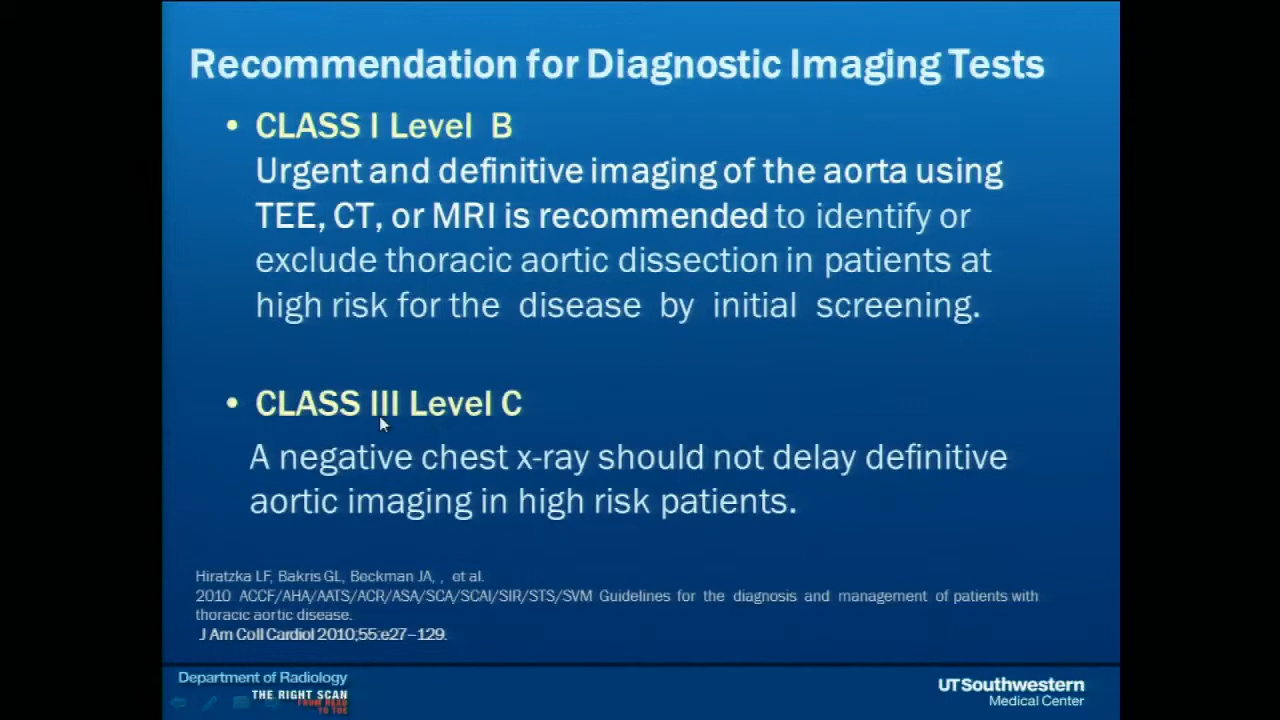 Recommendation for Diagnostic Imaging Tests
• CLASS I Level B
Urgent and definitive imaging of the aorta using
TEE, CT, or MRI is recommended to identify or
exclude thoracic aortic dissection in patients at
high risk for the disease by initial screening.
• CLASS III Level C
A negative chest x-ray should not delay definitive
aortic imaging in high risk patients.
Hiratzka LF, Bakris GL, Beckman JA, , et al.
2010 ACCF/AHA/AATS/ACR/ASA/SCA/SCAI/SIR/STS/SVM Guidelines for the diagnosis and management of patients with
thoracic aortic disease.
J Am Coll Cardiol 2010;55:e27–129.
Department of Radiology
THE RIGHT SCAN
FROM HEAD
TO TOE
UTSouthwestern
Medical Center